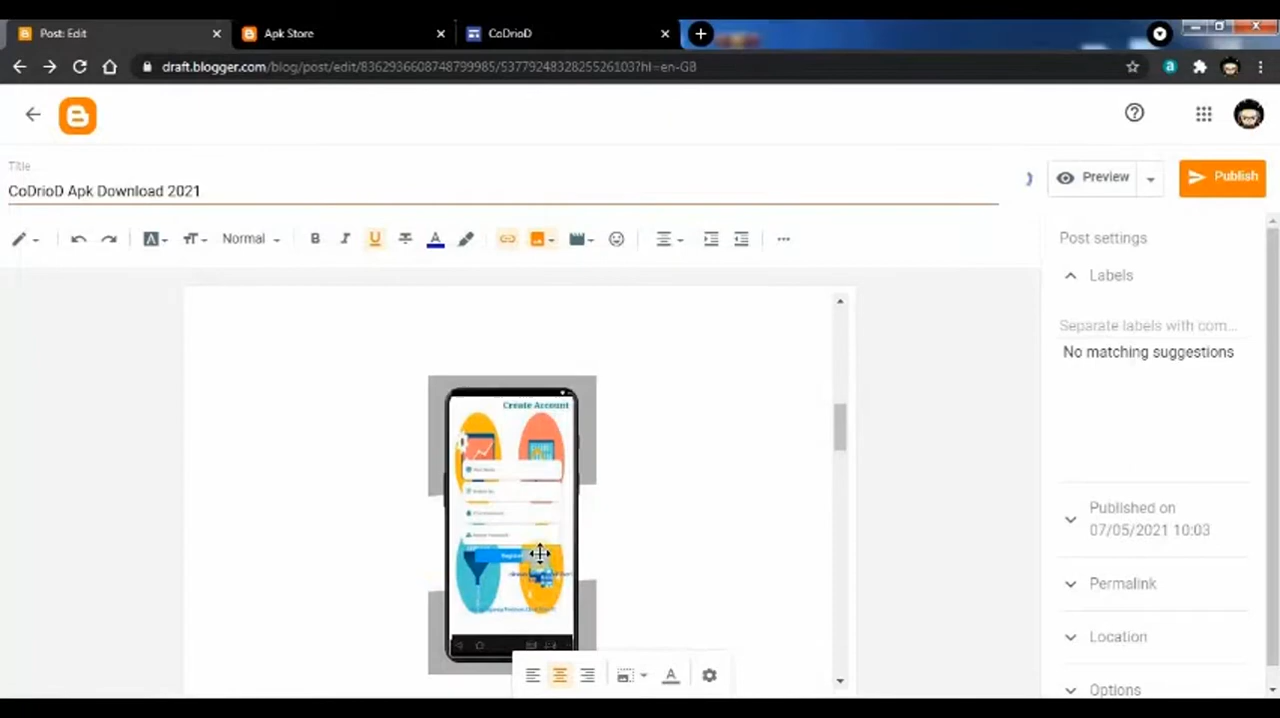 Post: Edit
Apk Store
CoDrioD
draft.blogger.com/blog/post/edit/8362936608748799985/5377924832825526103?hl=en-GB
Title
CoDrioD Apk Download 2021
Preview
Publish
Normal
Post settings
Labels
Separate labels with com...
No matching suggestions
Create Account
Published on
07/05/2021 10:03
Permalink
Location
Options